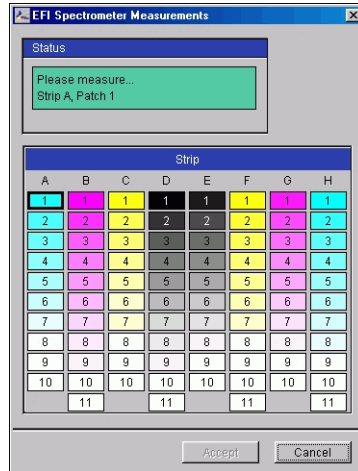 EFI Spectrometer Measurements
Status
Please measure...
Strip A, Patch 1
Strip
A B C D E F G H
1 1 1 1 1 1 1 1
2 2 2 2 2 2 2 2
3 3 3 3 3 3 3 3
4 4 4 4 4 4 4 4
5 5 5 5 5 5 5 5
6 6 6 6 6 6 6 6
7 7 7 7 7 7 7 7
8 8 8 8 8 8 8 8
9 9 9 9 9 9 9 9
10 10 10 10 10 10 10 10
11 11 11 11
Accept Cancel